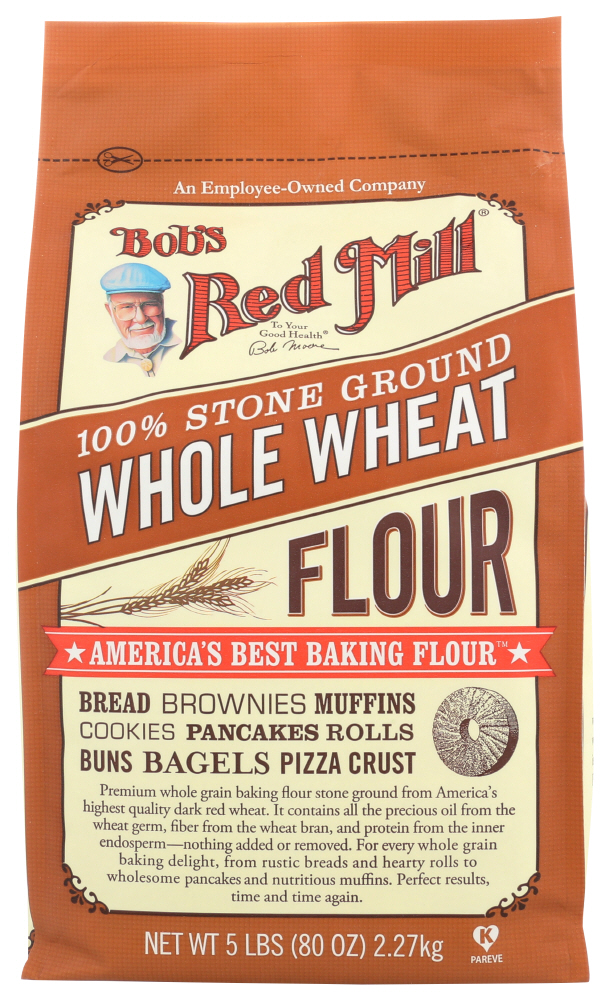 An Employee-Owned Company
Bob's
Red Mill®
To Your
Good Health®
Bob Moore
100% STONE GROUND
WHOLE WHEAT
FLOUR
★ AMERICA'S BEST BAKING FLOUR™ ★
BREAD BROWNIES MUFFINS
COOKIES PANCAKES ROLLS
BUNS BAGELS PIZZA CRUST
Premium whole grain baking flour stone ground from America's
highest quality dark red wheat. It contains all the precious oil from the
wheat germ, fiber from the wheat bran, and protein from the inner
endosperm—nothing added or removed. For every whole grain
baking delight, from rustic breads and hearty rolls to
wholesome pancakes and nutritious muffins. Perfect results,
time and time again.
NET WT 5 LBS (80 OZ) 2.27kg
K
PAREVE